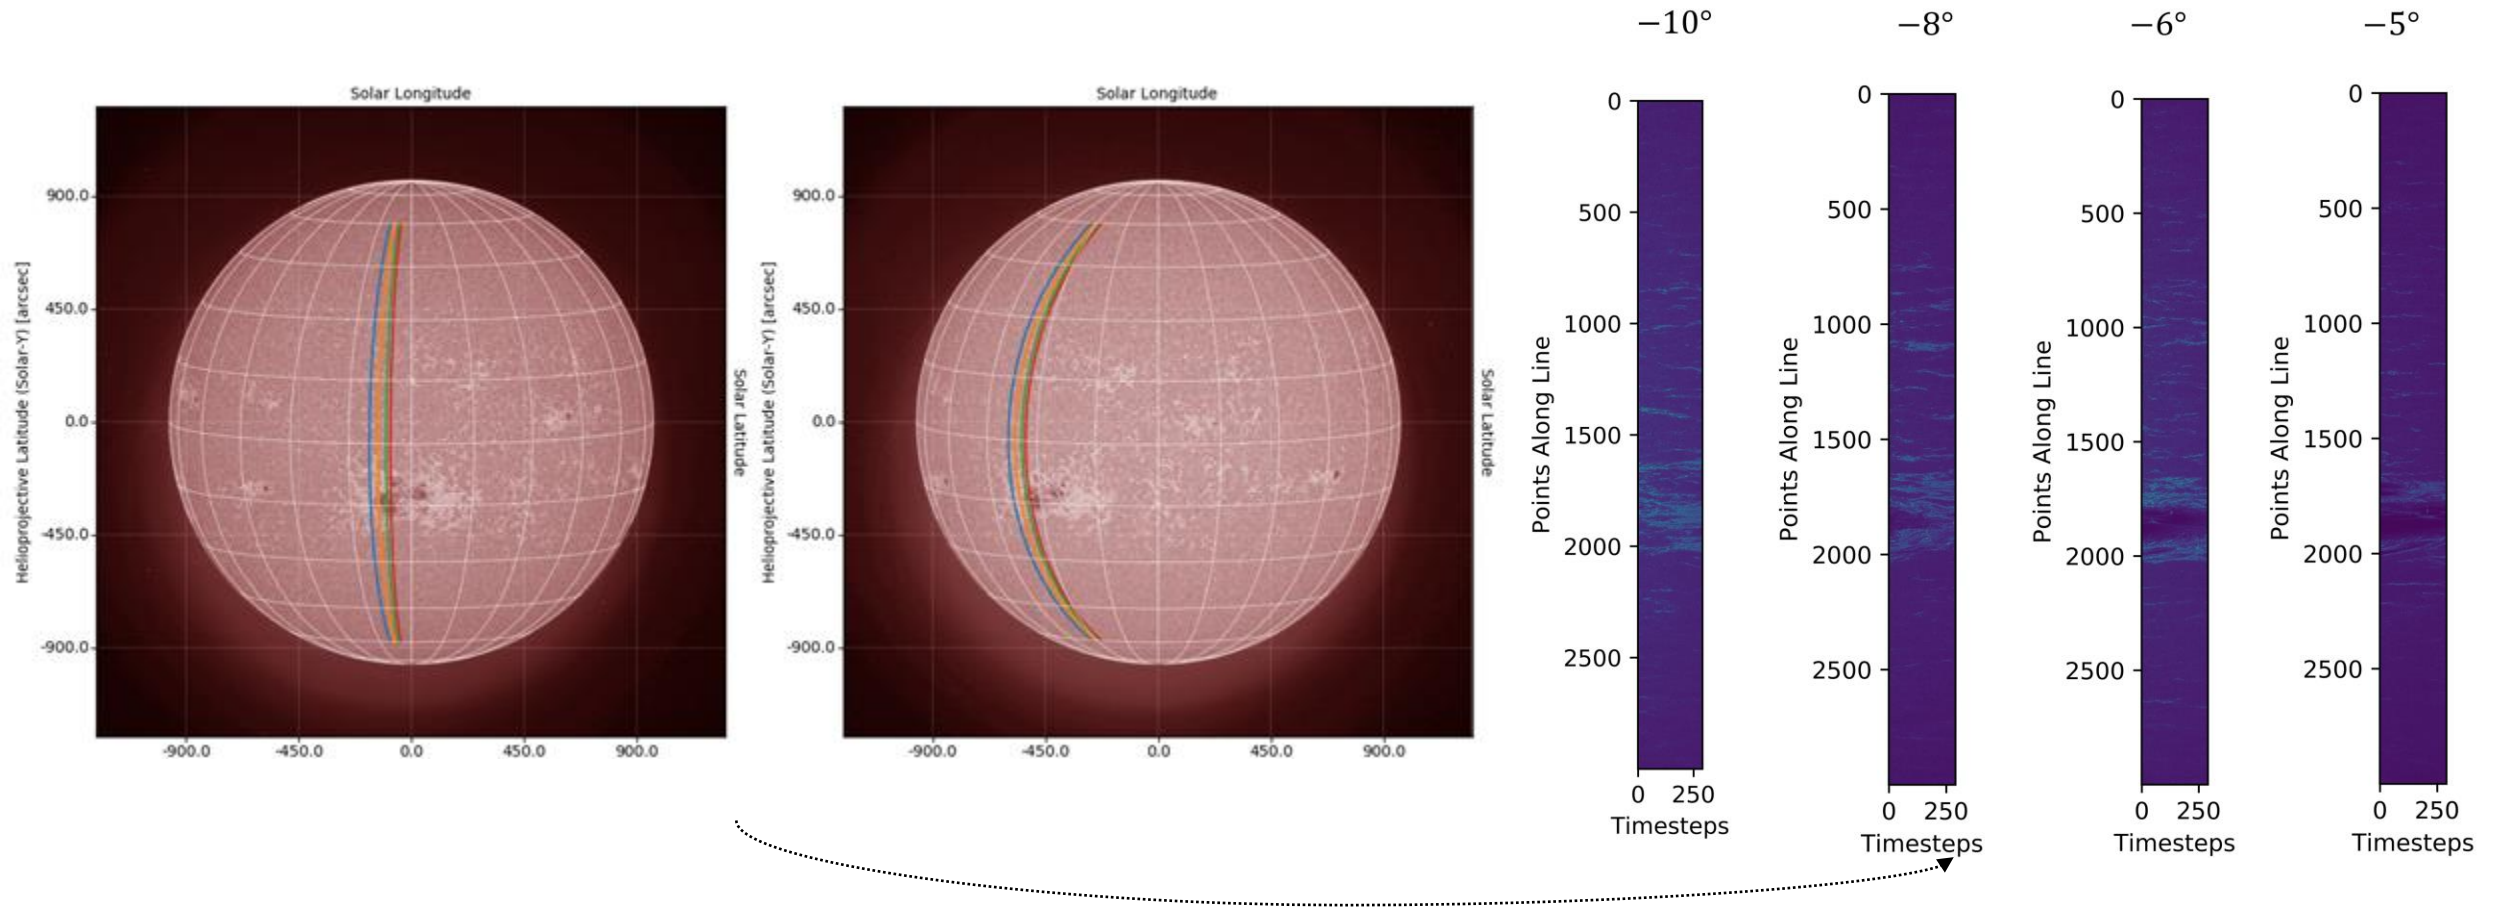 Solar Longitude
Helioprojective Latitude (Solar-Y) [arcsec]
900.0
450.0
0.0
-450.0
-900.0
-900.0 -450.0 0.0 450.0 900.0
Solar Latitude
Solar Longitude
Helioprojective Latitude (Solar-Y) [arcsec]
900.0
450.0
0.0
-450.0
-900.0
-900.0 -450.0 0.0 450.0 900.0
Solar Latitude
−10°
Points Along Line
0
500
1000
1500
2000
2500
0 250
Timesteps
−8°
Points Along Line
0
500
1000
1500
2000
2500
0 250
Timesteps
−6°
Points Along Line
0
500
1000
1500
2000
2500
0 250
Timesteps
−5°
Points Along Line
0
500
1000
1500
2000
2500
0 250
Timesteps